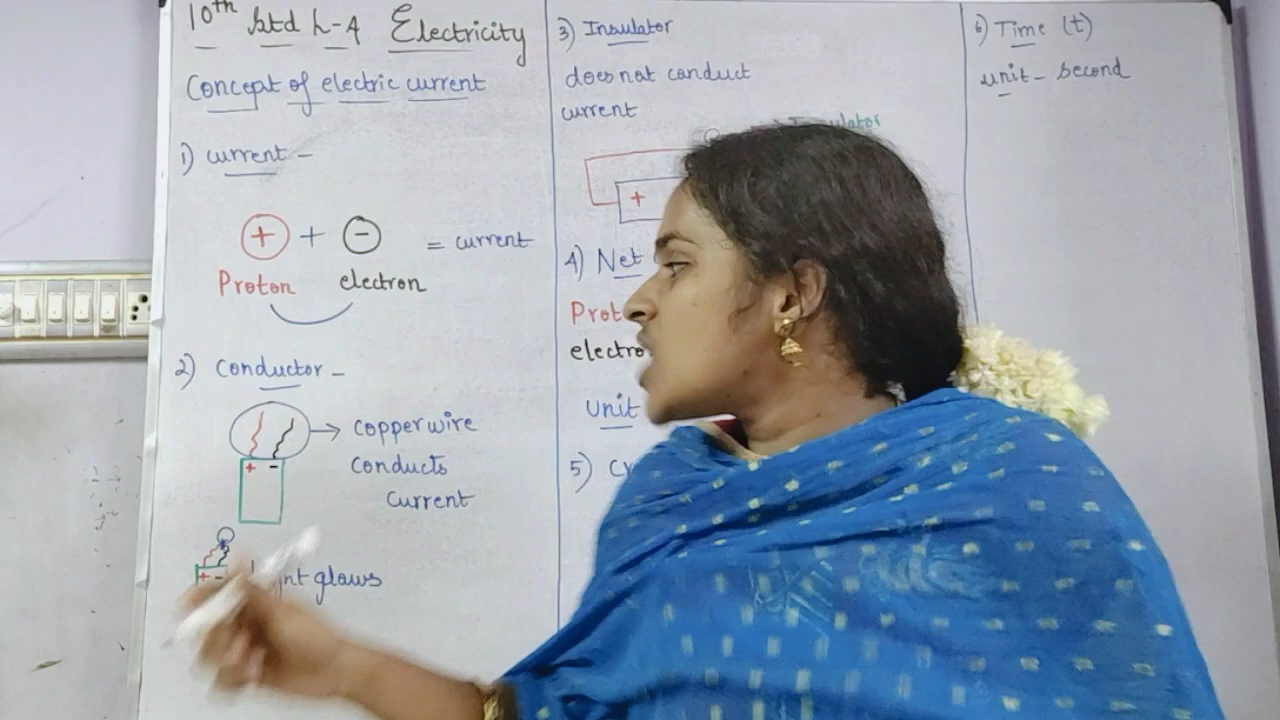 10th std L-4 Electricity
Concept of electric current
1) current -
+ + - = current
Proton electron
2) Conductor -
copper wire
conducts
current
+ -
+ -
glows
3) Insulator
does not conduct
current
+
4) Net
electro
unit
5)
6) Time (t)
unit - second